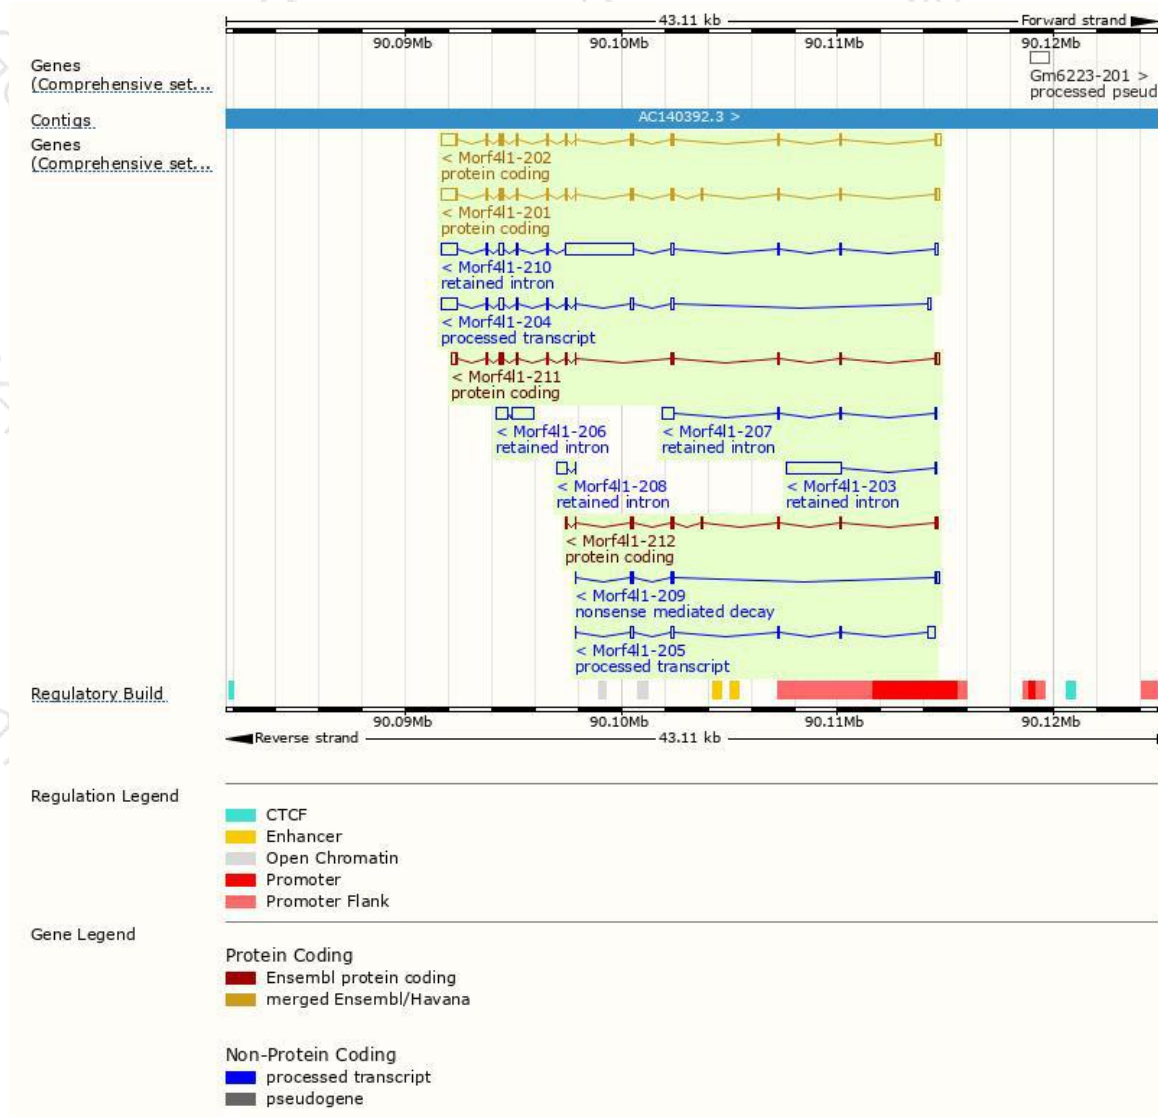 43.11 kb Forward strand
90.09Mb 90.10Mb 90.11Mb 90.12Mb
Genes
(Comprehensive set...
Gm6223-201 >
processed pseud
Contigs
AC140392.3 >
Genes
(Comprehensive set...
< Morf4l1-202
protein coding
< Morf4l1-201
protein coding
< Morf4l1-210
retained intron
< Morf4l1-204
processed transcript
< Morf4l1-211
protein coding
< Morf4l1-206 < Morf4l1-207
retained intron retained intron
< Morf4l1-208 < Morf4l1-203
retained intron retained intron
< Morf4l1-212
protein coding
< Morf4l1-209
nonsense mediated decay
< Morf4l1-205
processed transcript
Regulatory Build
90.09Mb 90.10Mb 90.11Mb 90.12Mb
Reverse strand 43.11 kb
Regulation Legend
CTCF
Enhancer
Open Chromatin
Promoter
Promoter Flank
Gene Legend
Protein Coding
Ensembl protein coding
merged Ensembl/Havana
Non-Protein Coding
processed transcript
pseudogene